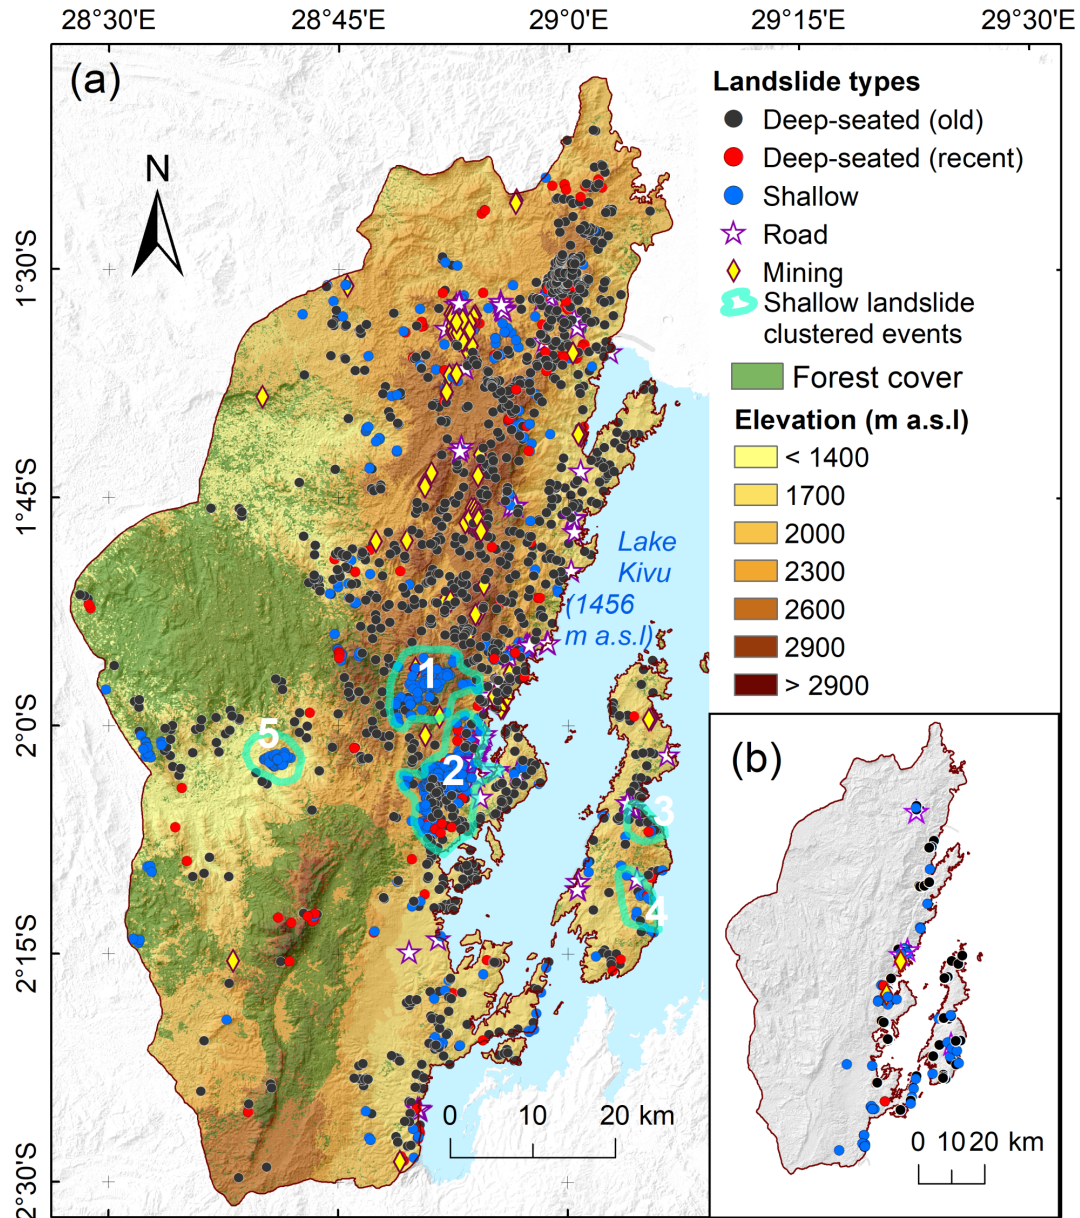 28°30'E 28°45'E 29°0'E 29°15'E 29°30'E
(a)
N
Landslide types
Deep-seated (old)
Deep-seated (recent)
Shallow
Road
Mining
Shallow landslide
clustered events
Forest cover
Elevation (m a.s.l)
< 1400
1700
2000
2300
2600
2900
> 2900
1°30'S
1°45'S
2°0'S
2°15'S
2°30'S
Lake
Kivu
(1456
m a.s.l)
1
2
3
4
5
0 10 20 km
(b)
0 10 20 km